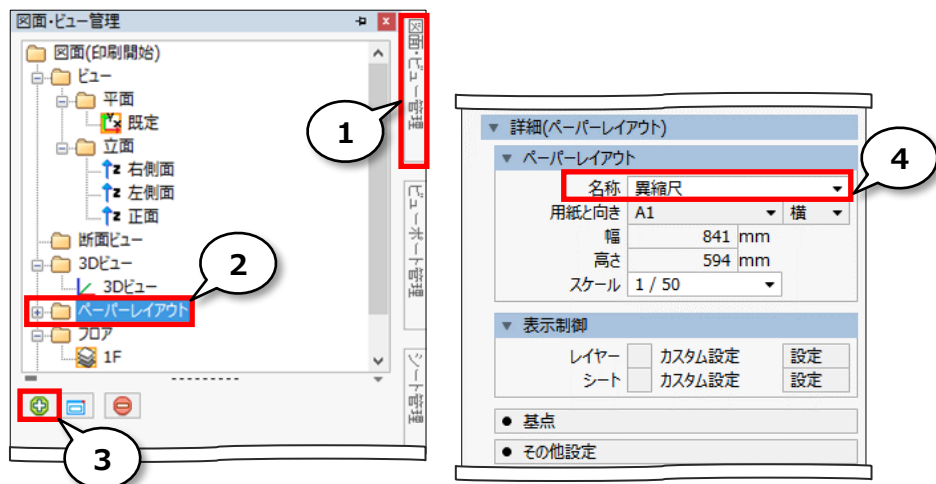 図面･ビュー管理
図面(印刷開始)
ビュー
平面
既定
立面
右側面
左側面
正面
断面ビュー
3Dビュー
3Dビュー
ペーパーレイアウト
フロア
1F
図面･ビュー管理
ビューポート管理
シート管理
1
2
3
詳細(ペーパーレイアウト)
ペーパーレイアウト
名称 異縮尺
用紙と向き A1 横
幅 841 mm
高さ 594 mm
スケール 1 / 50
表示制御
レイヤー カスタム設定 設定
シート カスタム設定 設定
基点
その他設定
4